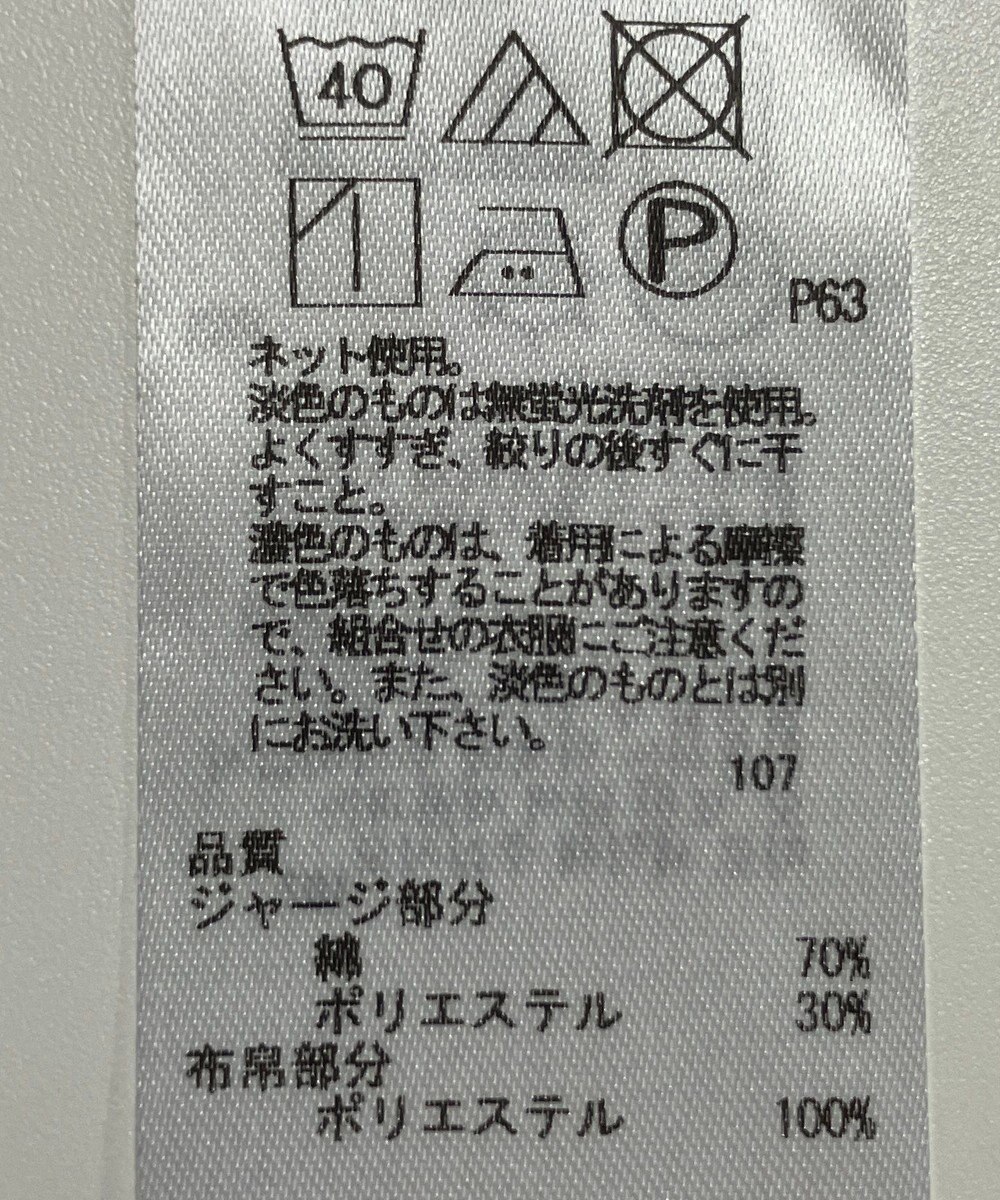 40
P
P63
ネット使用。
淡色のものは無蛍光洗剤を使用。
よくすすぎ、絞りの後すぐに干
すこと。
濃色のものは、着用による摩擦
で色落ちすることがありますの
で、組合せの衣服にご注意くだ
さい。また、淡色のものとは別
にお洗い下さい。
107
品質
ジャージ部分
綿 70%
ポリエステル 30%
布帛部分
ポリエステル 100%